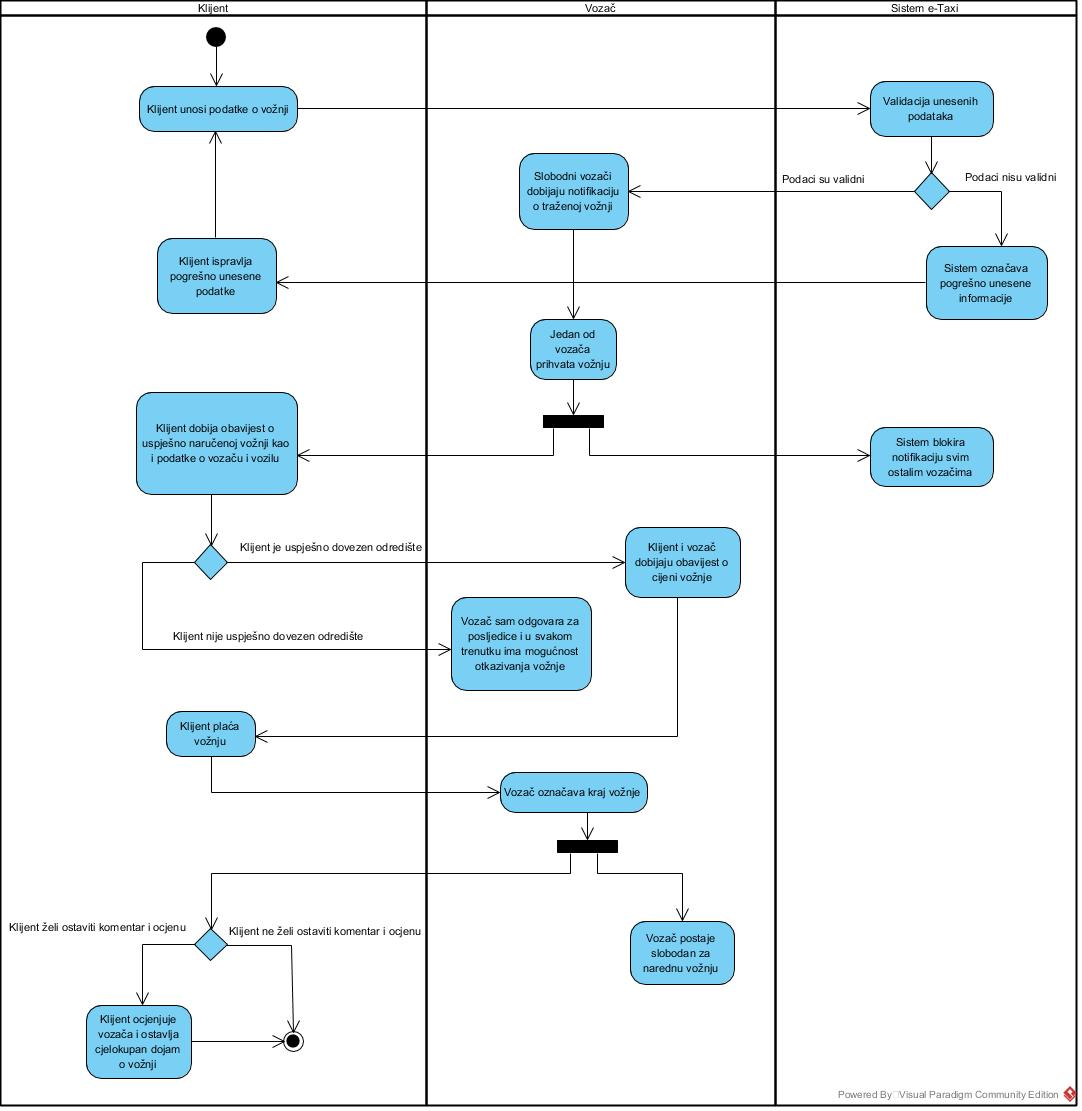 Klijent
Vozač
Sistem e-Taxi
Klijent unosi podatke o vožnji
Validacija unesenih
podataka
Slobodni vozači
dobijaju notifikaciju
o traženoj vožnji
Podaci su validni
Podaci nisu validni
Klijent ispravlja
pogrešno unesene
podatke
Sistem označava
pogrešno unesene
informacije
Jedan od
vozača
prihvata vožnju
Klijent dobija obavijest o
uspješno naručenoj vožnji kao
i podatke o vozaču i vozilu
Sistem blokira
notifikaciju svim
ostalim vozačima
Klijent je uspješno dovezen odredište
Klijent i vozač
dobijaju obavijest o
cijeni vožnje
Klijent nije uspješno dovezen odredište
Vozač sam odgovara za
posljedice i u svakom
trenutku ima mogućnost
otkazivanja vožnje
Klijent plaća
vožnju
Vozač označava kraj vožnje
Klijent želi ostaviti komentar i ocjenu
Klijent ne želi ostaviti komentar i ocjenu
Vozač postaje
slobodan za
narednu vožnju
Klijent ocjenjuje
vozača i ostavlja
cjelokupan dojam
o vožnji
Powered By Visual Paradigm Community Edition